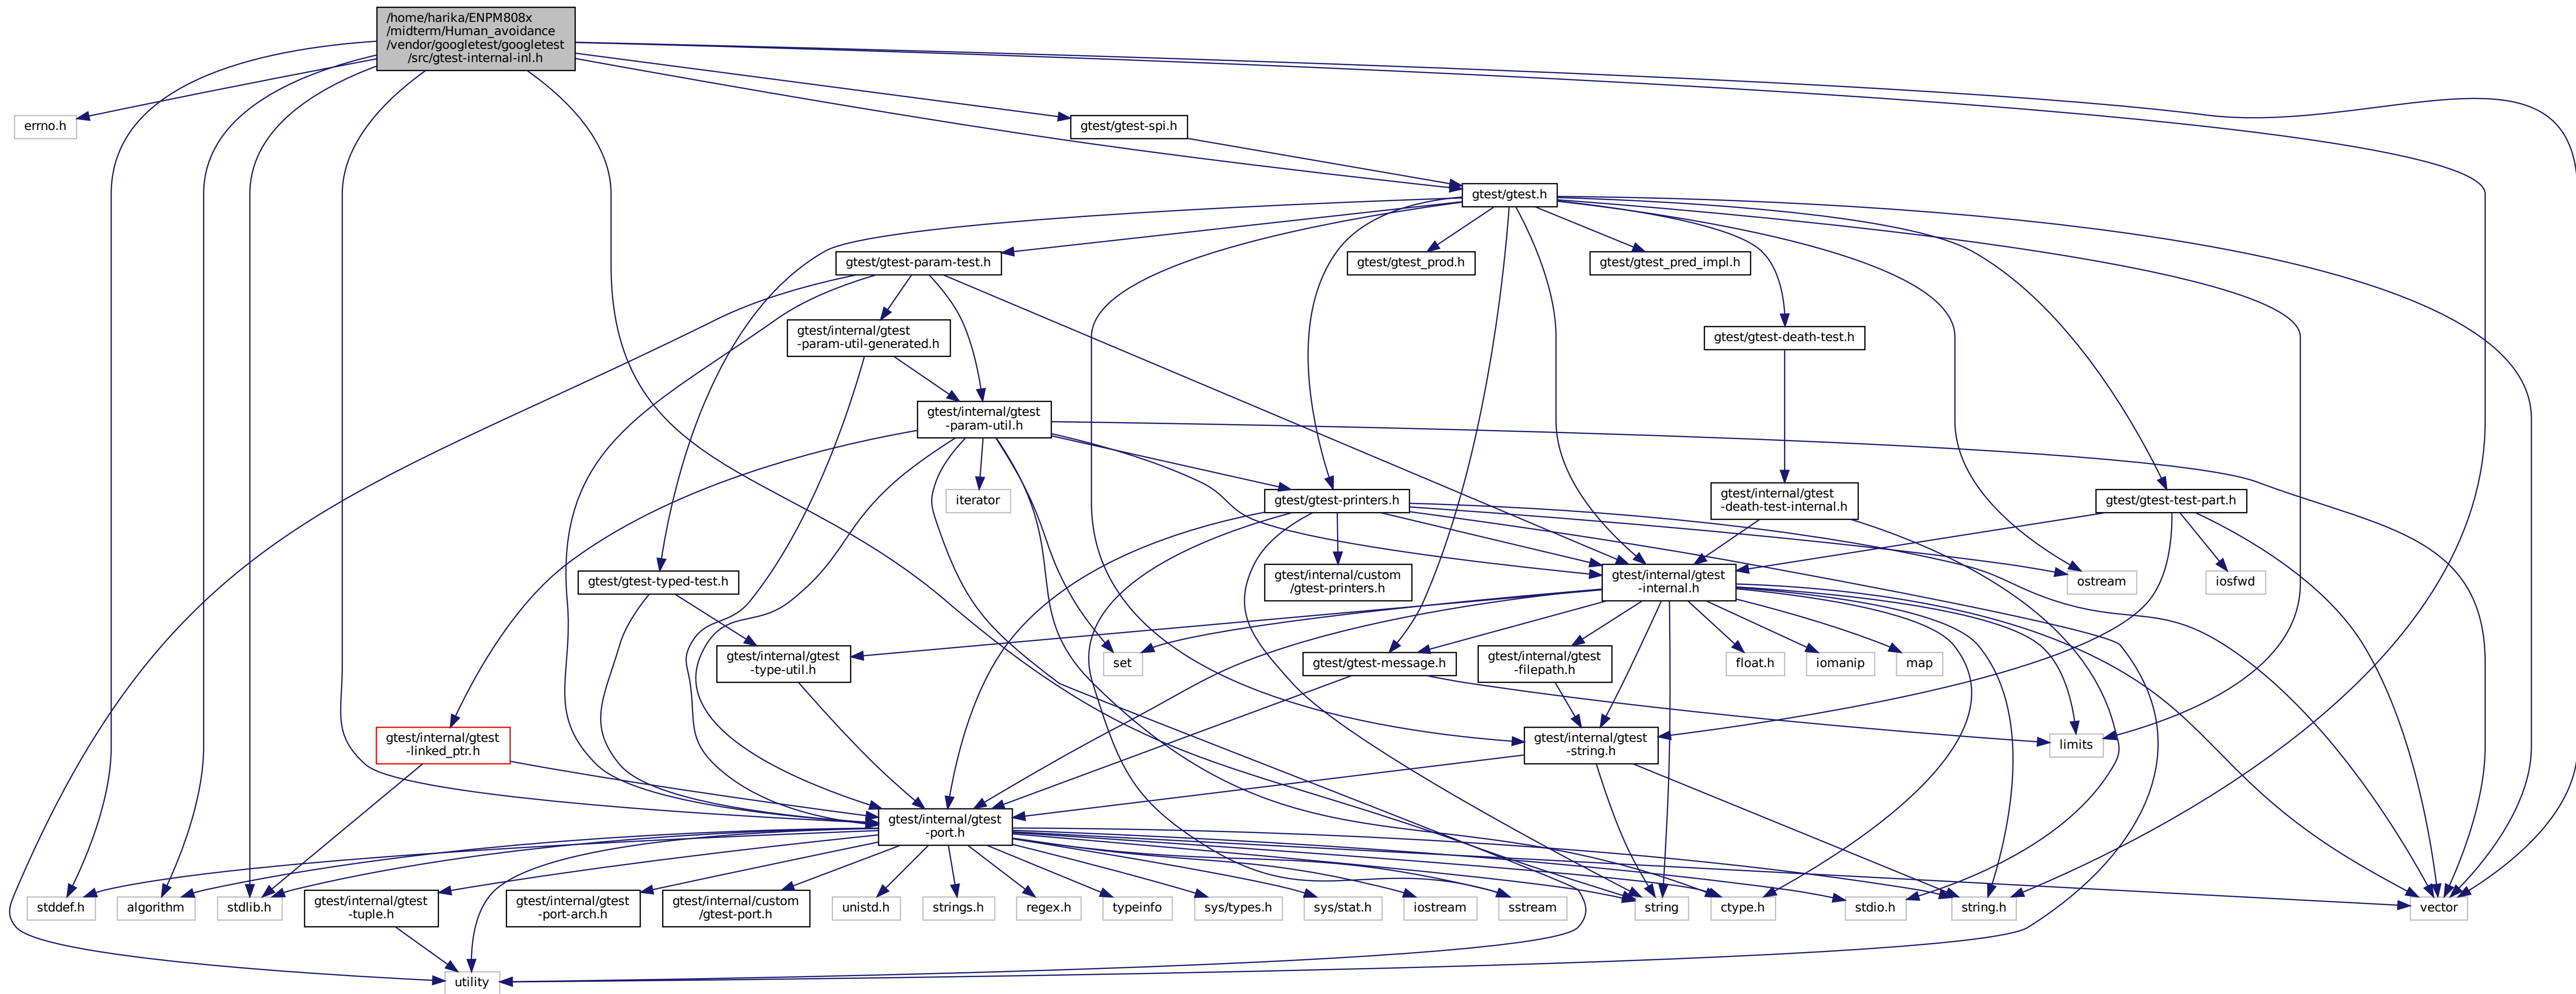 /home/harika/ENPM808x
/midterm/Human_avoidance
/vendor/googletest/googletest
/src/gtest-internal-inl.h
errno.h
gtest/gtest-spi.h
gtest/gtest.h
gtest/gtest-param-test.h
gtest/gtest_prod.h
gtest/gtest_pred_impl.h
gtest/internal/gtest
-param-util-generated.h
gtest/gtest-death-test.h
gtest/internal/gtest
-param-util.h
iterator
gtest/gtest-printers.h
gtest/internal/gtest
-death-test-internal.h
gtest/gtest-test-part.h
gtest/gtest-typed-test.h
gtest/internal/custom
/gtest-printers.h
gtest/internal/gtest
-internal.h
ostream
iosfwd
gtest/internal/gtest
-type-util.h
set
gtest/gtest-message.h
gtest/internal/gtest
-filepath.h
float.h
iomanip
map
gtest/internal/gtest
-linked_ptr.h
gtest/internal/gtest
-string.h
limits
gtest/internal/gtest
-port.h
stddef.h
algorithm
stdlib.h
gtest/internal/gtest
-tuple.h
gtest/internal/gtest
-port-arch.h
gtest/internal/custom
/gtest-port.h
unistd.h
strings.h
regex.h
typeinfo
sys/types.h
sys/stat.h
iostream
sstream
string
ctype.h
stdio.h
string.h
vector
utility